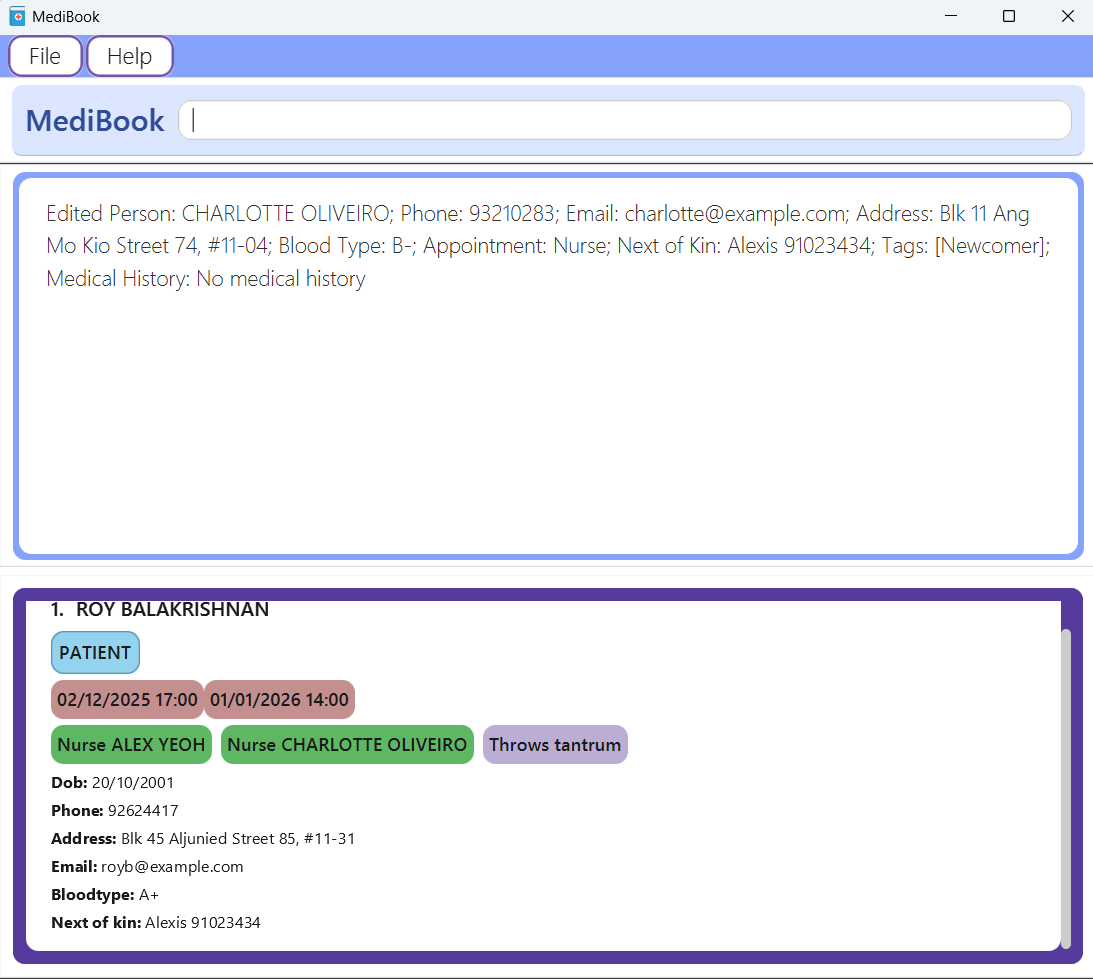 MediBook
File Help
MediBook
Edited Person: CHARLOTTE OLIVEIRO; Phone: 93210283; Email: charlotte@example.com; Address: Blk 11 Ang
Mo Kio Street 74, #11-04; Blood Type: B-; Appointment: Nurse; Next of Kin: Alexis 91023434; Tags: [Newcomer];
Medical History: No medical history
1. ROY BALAKRISHNAN
PATIENT
02/12/2025 17:00 01/01/2026 14:00
Nurse ALEX YEOH Nurse CHARLOTTE OLIVEIRO Throws tantrum
Dob: 20/10/2001
Phone: 92624417
Address: Blk 45 Aljunied Street 85, #11-31
Email: royb@example.com
Bloodtype: A+
Next of kin: Alexis 91023434